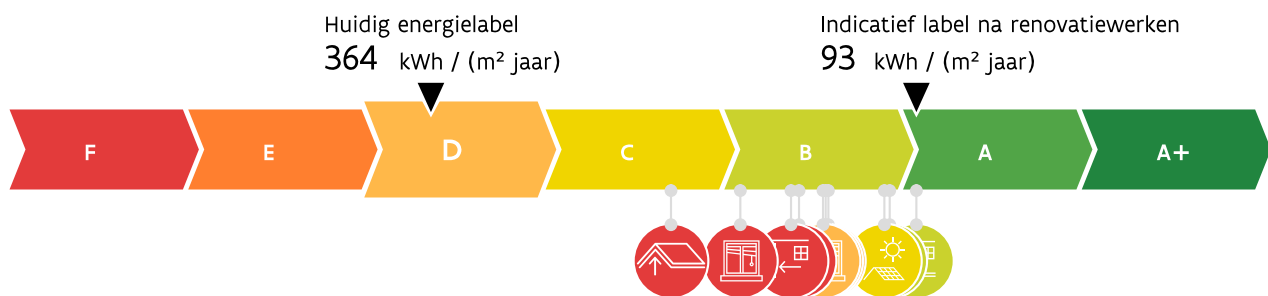 Huidig energielabel
364 kWh / (m² jaar)
Indicatief label na renovatiewerken
93 kWh / (m² jaar)
F E D C B A A+